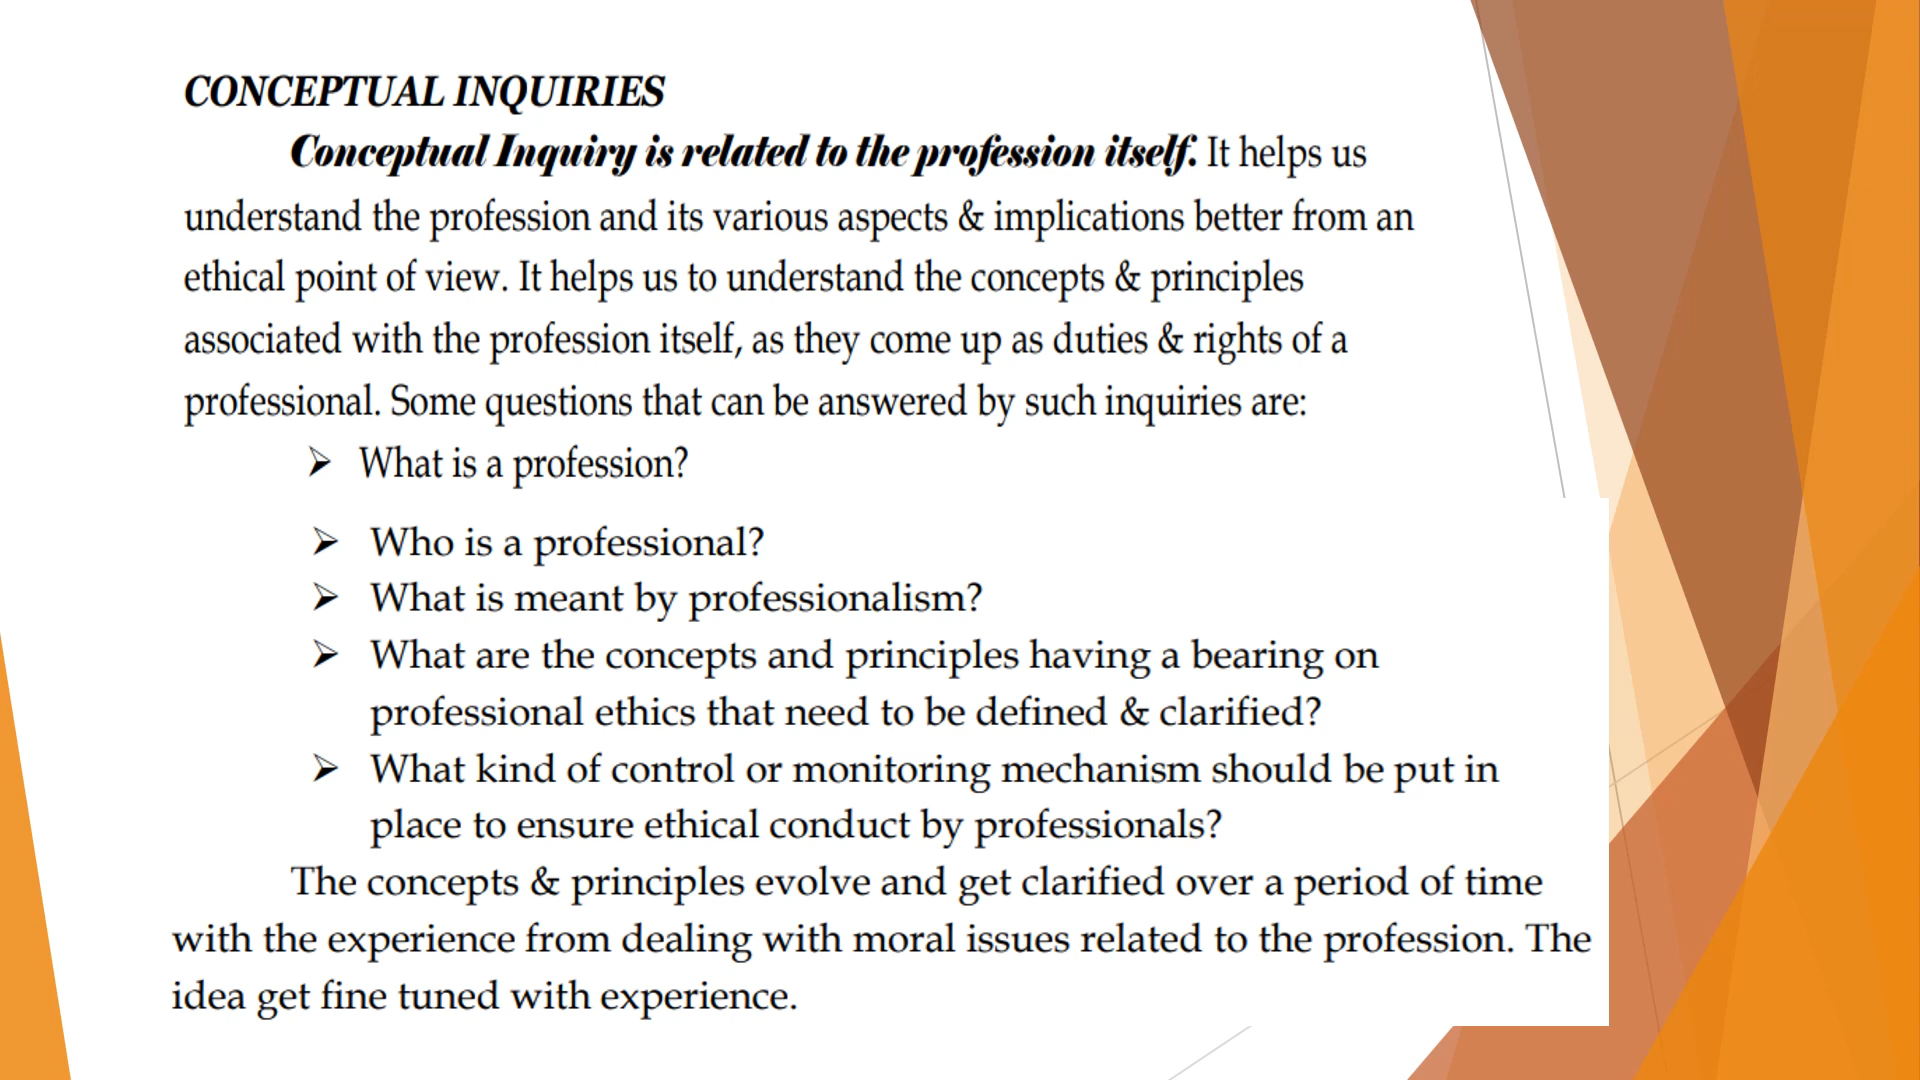 CONCEPTUAL INQUIRIES
Conceptual Inquiry is related to the profession itself. It helps us
understand the profession and its various aspects & implications better from an
ethical point of view. It helps us to understand the concepts & principles
associated with the profession itself, as they come up as duties & rights of a
professional. Some questions that can be answered by such inquiries are:
➢ What is a profession?
➢ Who is a professional?
➢ What is meant by professionalism?
➢ What are the concepts and principles having a bearing on
professional ethics that need to be defined & clarified?
➢ What kind of control or monitoring mechanism should be put in
place to ensure ethical conduct by professionals?
The concepts & principles evolve and get clarified over a period of time
with the experience from dealing with moral issues related to the profession. The
idea get fine tuned with experience.